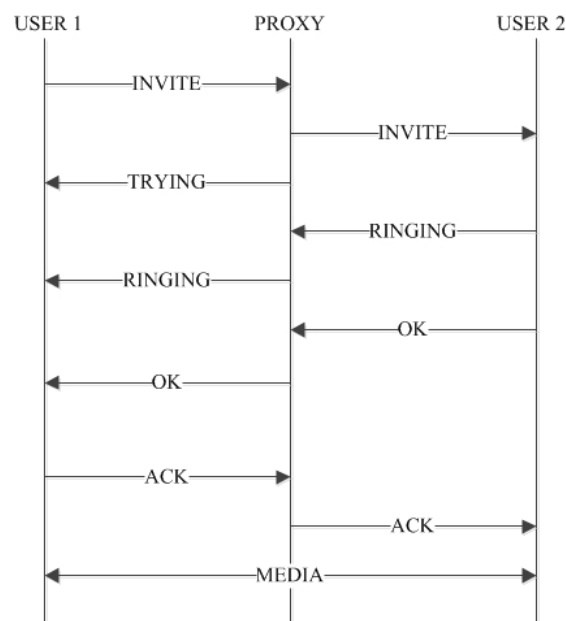 USER 1 PROXY USER 2
INVITE
INVITE
TRYING
RINGING
RINGING
OK
OK
ACK
ACK
MEDIA